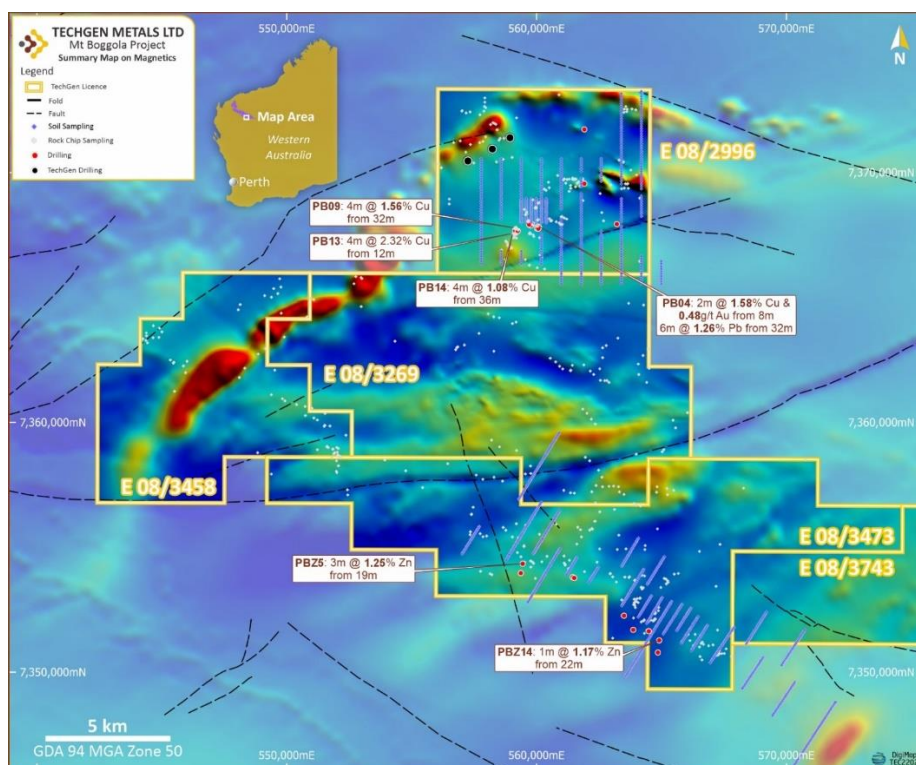 TECHGEN METALS LTD
Mt Boggola Project
Summary Map on Magnetics
Legend
TechGen Licence
Fold
Fault
Soil Sampling
Rock Chip Sampling
Drilling
TechGen Drilling
Map Area
Western
Australia
Perth
550,000mE
560,000mE
570,000mE
N
E 08/2996
7,370,000mN
7,370,000mN
PB09: 4m @ 1.56% Cu
from 32m
PB13: 4m @ 2.32% Cu
from 12m
PB14: 4m @ 1.08% Cu
from 36m
PB04: 2m @ 1.58% Cu &
0.48g/t Au from 8m
6m @ 1.26% Pb from 32m
E 08/3269
7,360,000mN
7,360,000mN
E 08/3458
E 08/3473
E 08/3743
PBZ5: 3m @ 1.25% Zn
from 19m
PBZ14: 1m @ 1.17% Zn
from 22m
7,350,000mN
7,350,000mN
5 km
GDA 94 MGA Zone 50
550,000mE
560,000mE
570,000mE
DigiMap